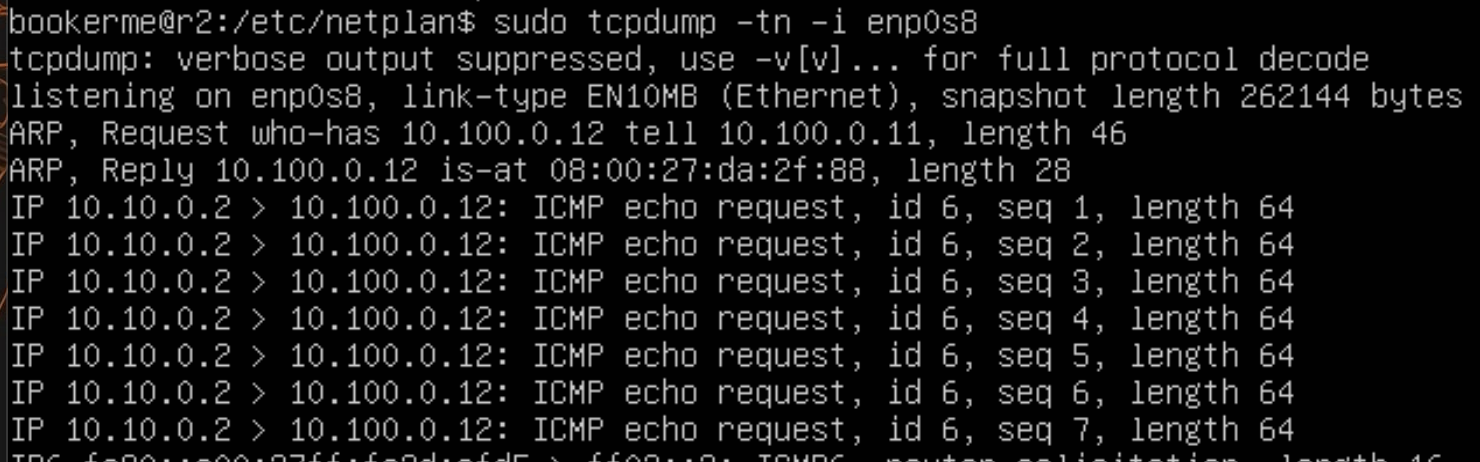 bookerme@r2:/etc/netplan$ sudo tcpdump -tn -i enp0s8
tcpdump: verbose output suppressed, use -v[v]... for full protocol decode
listening on enp0s8, link-type EN10MB (Ethernet), snapshot length 262144 bytes
ARP, Request who-has 10.100.0.12 tell 10.100.0.11, length 46
ARP, Reply 10.100.0.12 is-at 08:00:27:da:2f:88, length 28
IP 10.10.0.2 > 10.100.0.12: ICMP echo request, id 6, seq 1, length 64
IP 10.10.0.2 > 10.100.0.12: ICMP echo request, id 6, seq 2, length 64
IP 10.10.0.2 > 10.100.0.12: ICMP echo request, id 6, seq 3, length 64
IP 10.10.0.2 > 10.100.0.12: ICMP echo request, id 6, seq 4, length 64
IP 10.10.0.2 > 10.100.0.12: ICMP echo request, id 6, seq 5, length 64
IP 10.10.0.2 > 10.100.0.12: ICMP echo request, id 6, seq 6, length 64
IP 10.10.0.2 > 10.100.0.12: ICMP echo request, id 6, seq 7, length 64
IP6 > ICMP6, router solicitation, length 16